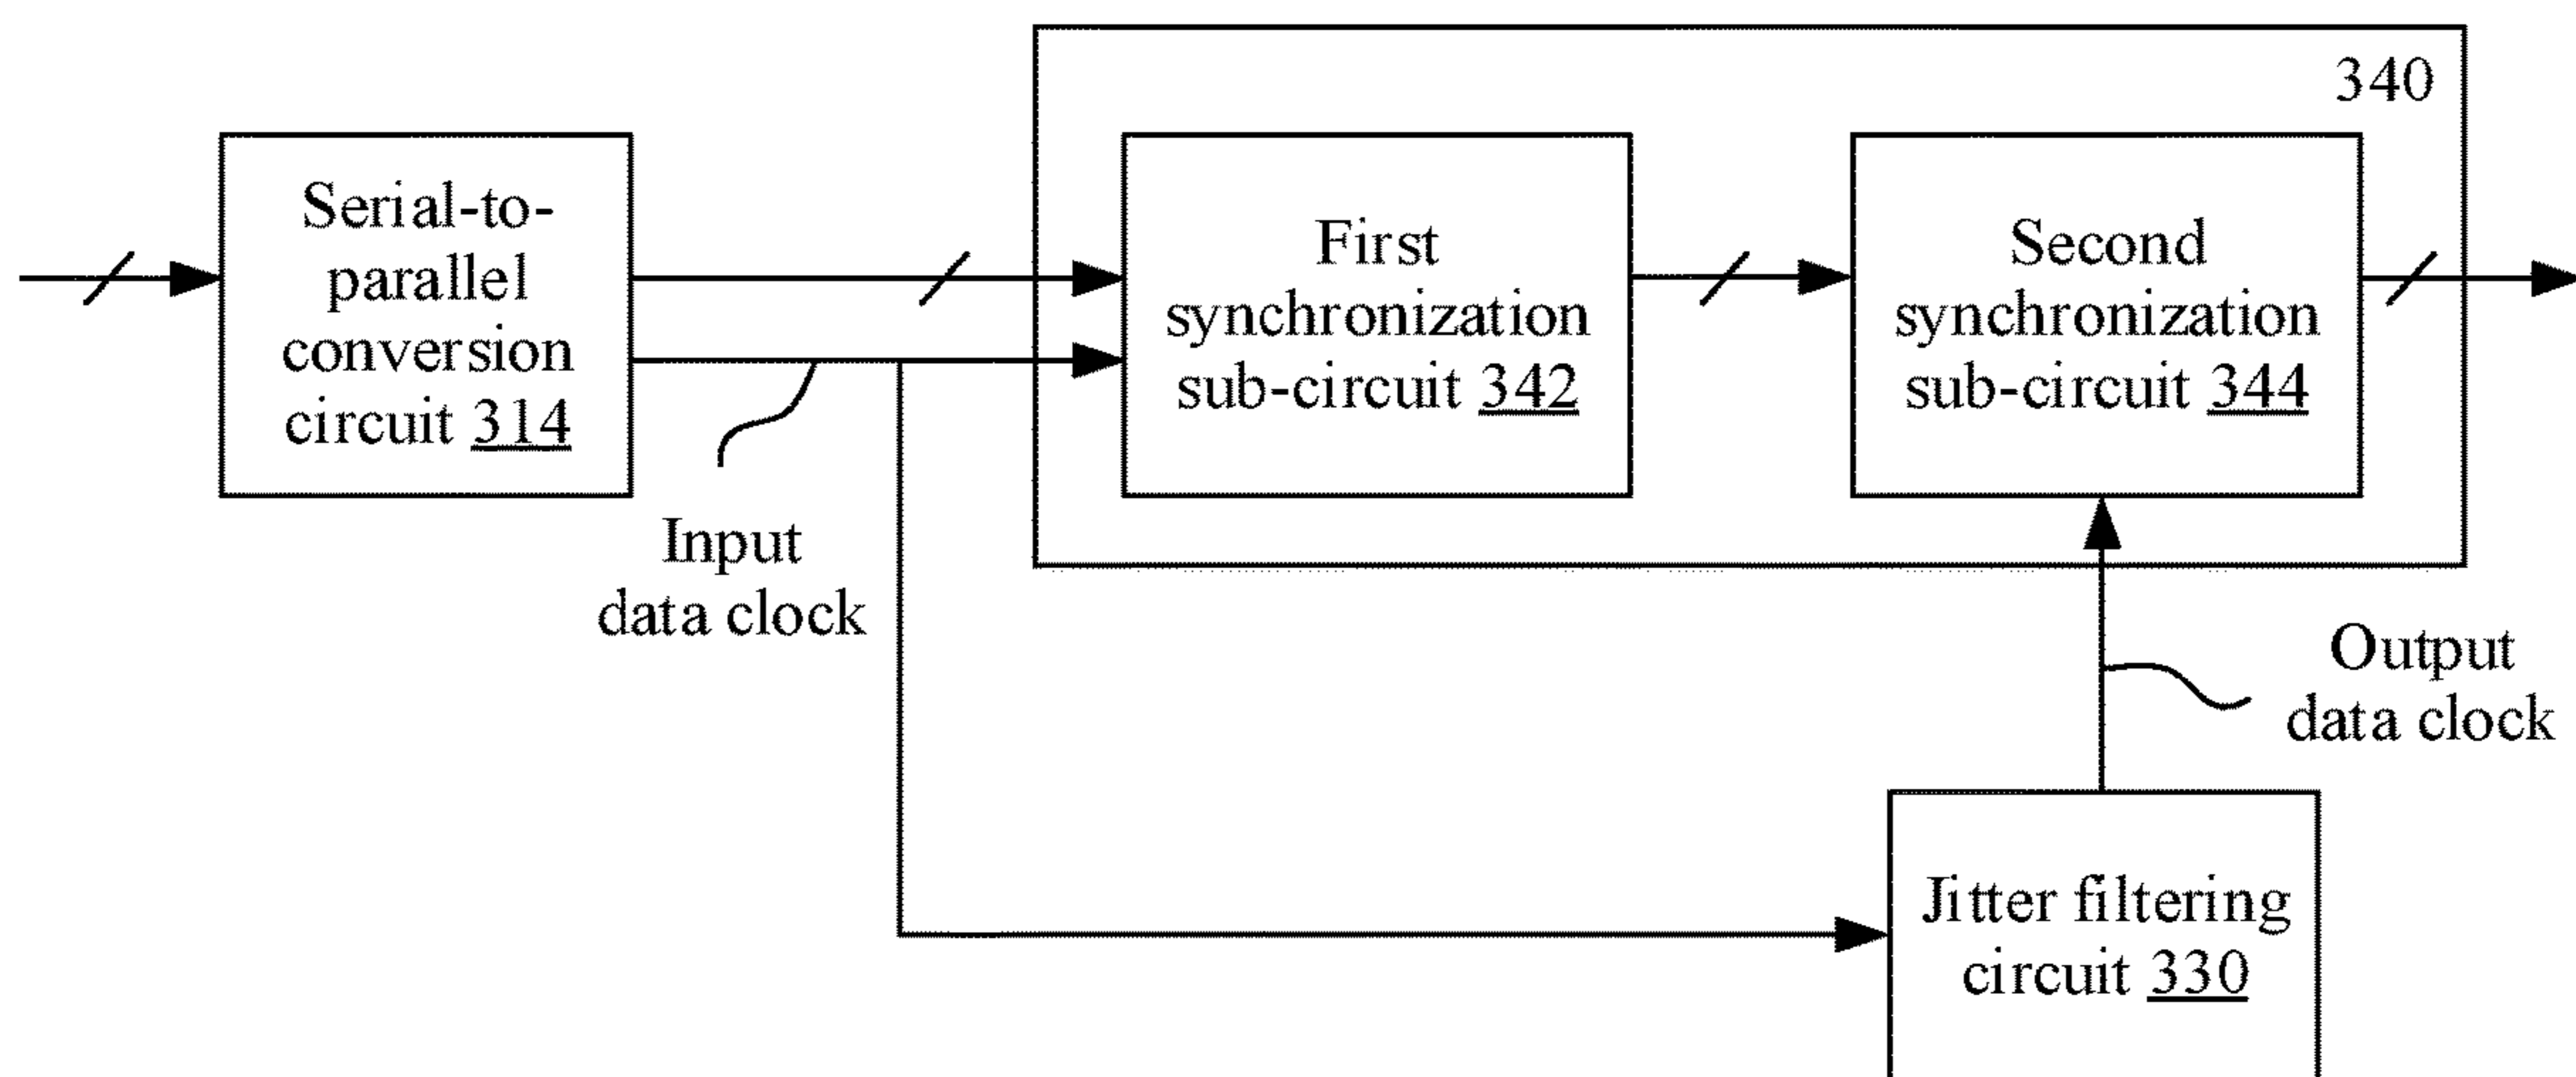 340
Serial-to-
parallel
conversion
circuit 314
First
synchronization
sub-circuit 342
Second
synchronization
sub-circuit 344
Input
data clock
Output
data clock
Jitter filtering
circuit 330